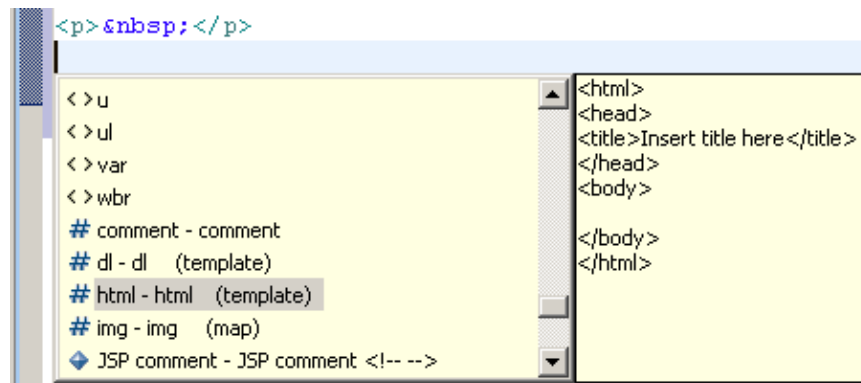 <p>&nbsp;</p>
< > u
< > ul
< > var
< > wbr
# comment - comment
# dl - dl (template)
# html - html (template)
# img - img (map)
JSP comment - JSP comment <!-- -->
<html>
<head>
<title>Insert title here</title>
</head>
<body>
</body>
</html>